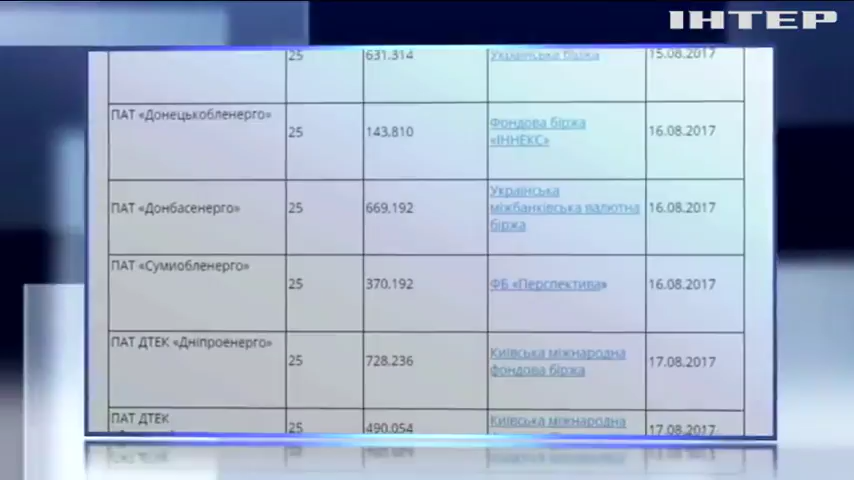 ІНТЕР
25 631.314 Українська біржа 15.08.2017
ПАТ «Донецькобленерго» 25 143.810 Фондова біржа «ІННЕКС» 16.08.2017
ПАТ «Донбасенерго» 25 669.192 Українська міжбанківська валютна біржа 16.08.2017
ПАТ «Сумиобленерго» 25 370.192 ФБ «Перспектива» 16.08.2017
ПАТ ДТЕК «Дніпроенерго» 25 728.236 Київська міжнародна фондова біржа 17.08.2017
ПАТ ДТЕК 25 490.054 Київська міжнародна 17.08.2017